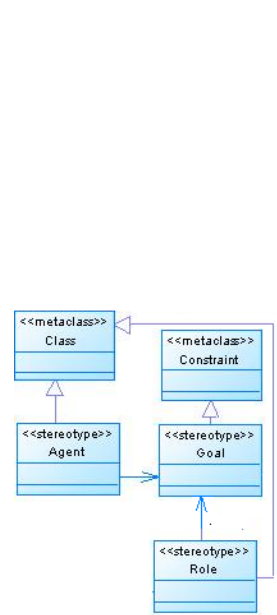 <<metaclass>>
Class
<<metaclass>>
Constraint
<<stereotype>>
Agent
<<stereotype>>
Goal
<<stereotype>>
Role